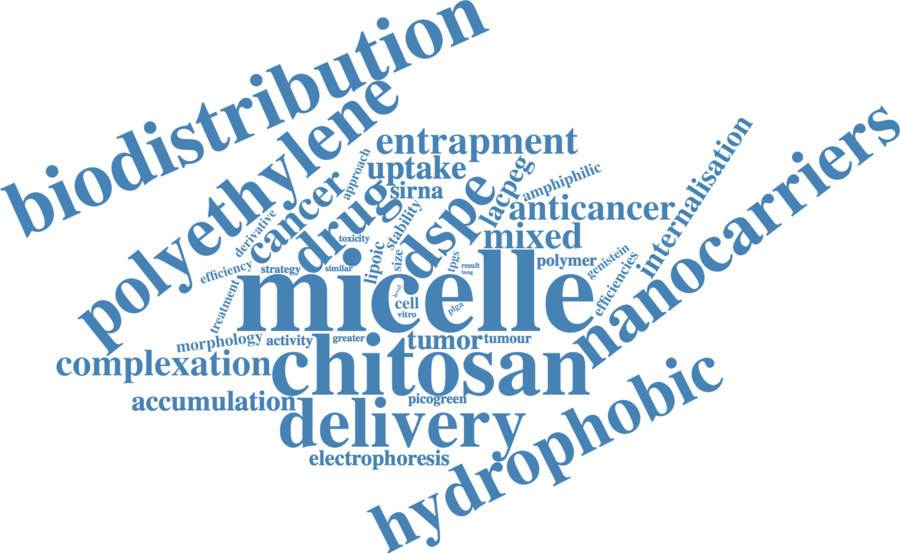 biodistribution
polyethylene
entrapment
uptake
approach
sirna
lacpeg
amphiphilic
internalisation
nanocarriers
cancer
drug
derivative
stability
toxicity
dspe
anticancer
mixed
efficiency
strategy
similar
lipoic
size
tpgs
result
lung
polymer
genistein
efficiencies
treatment
micelle
level
cell
vitro
plga
morphology
activity
greater
tumor
tumour
complexation
chitosan
accumulation
picogreen
delivery
hydrophobic
electrophoresis